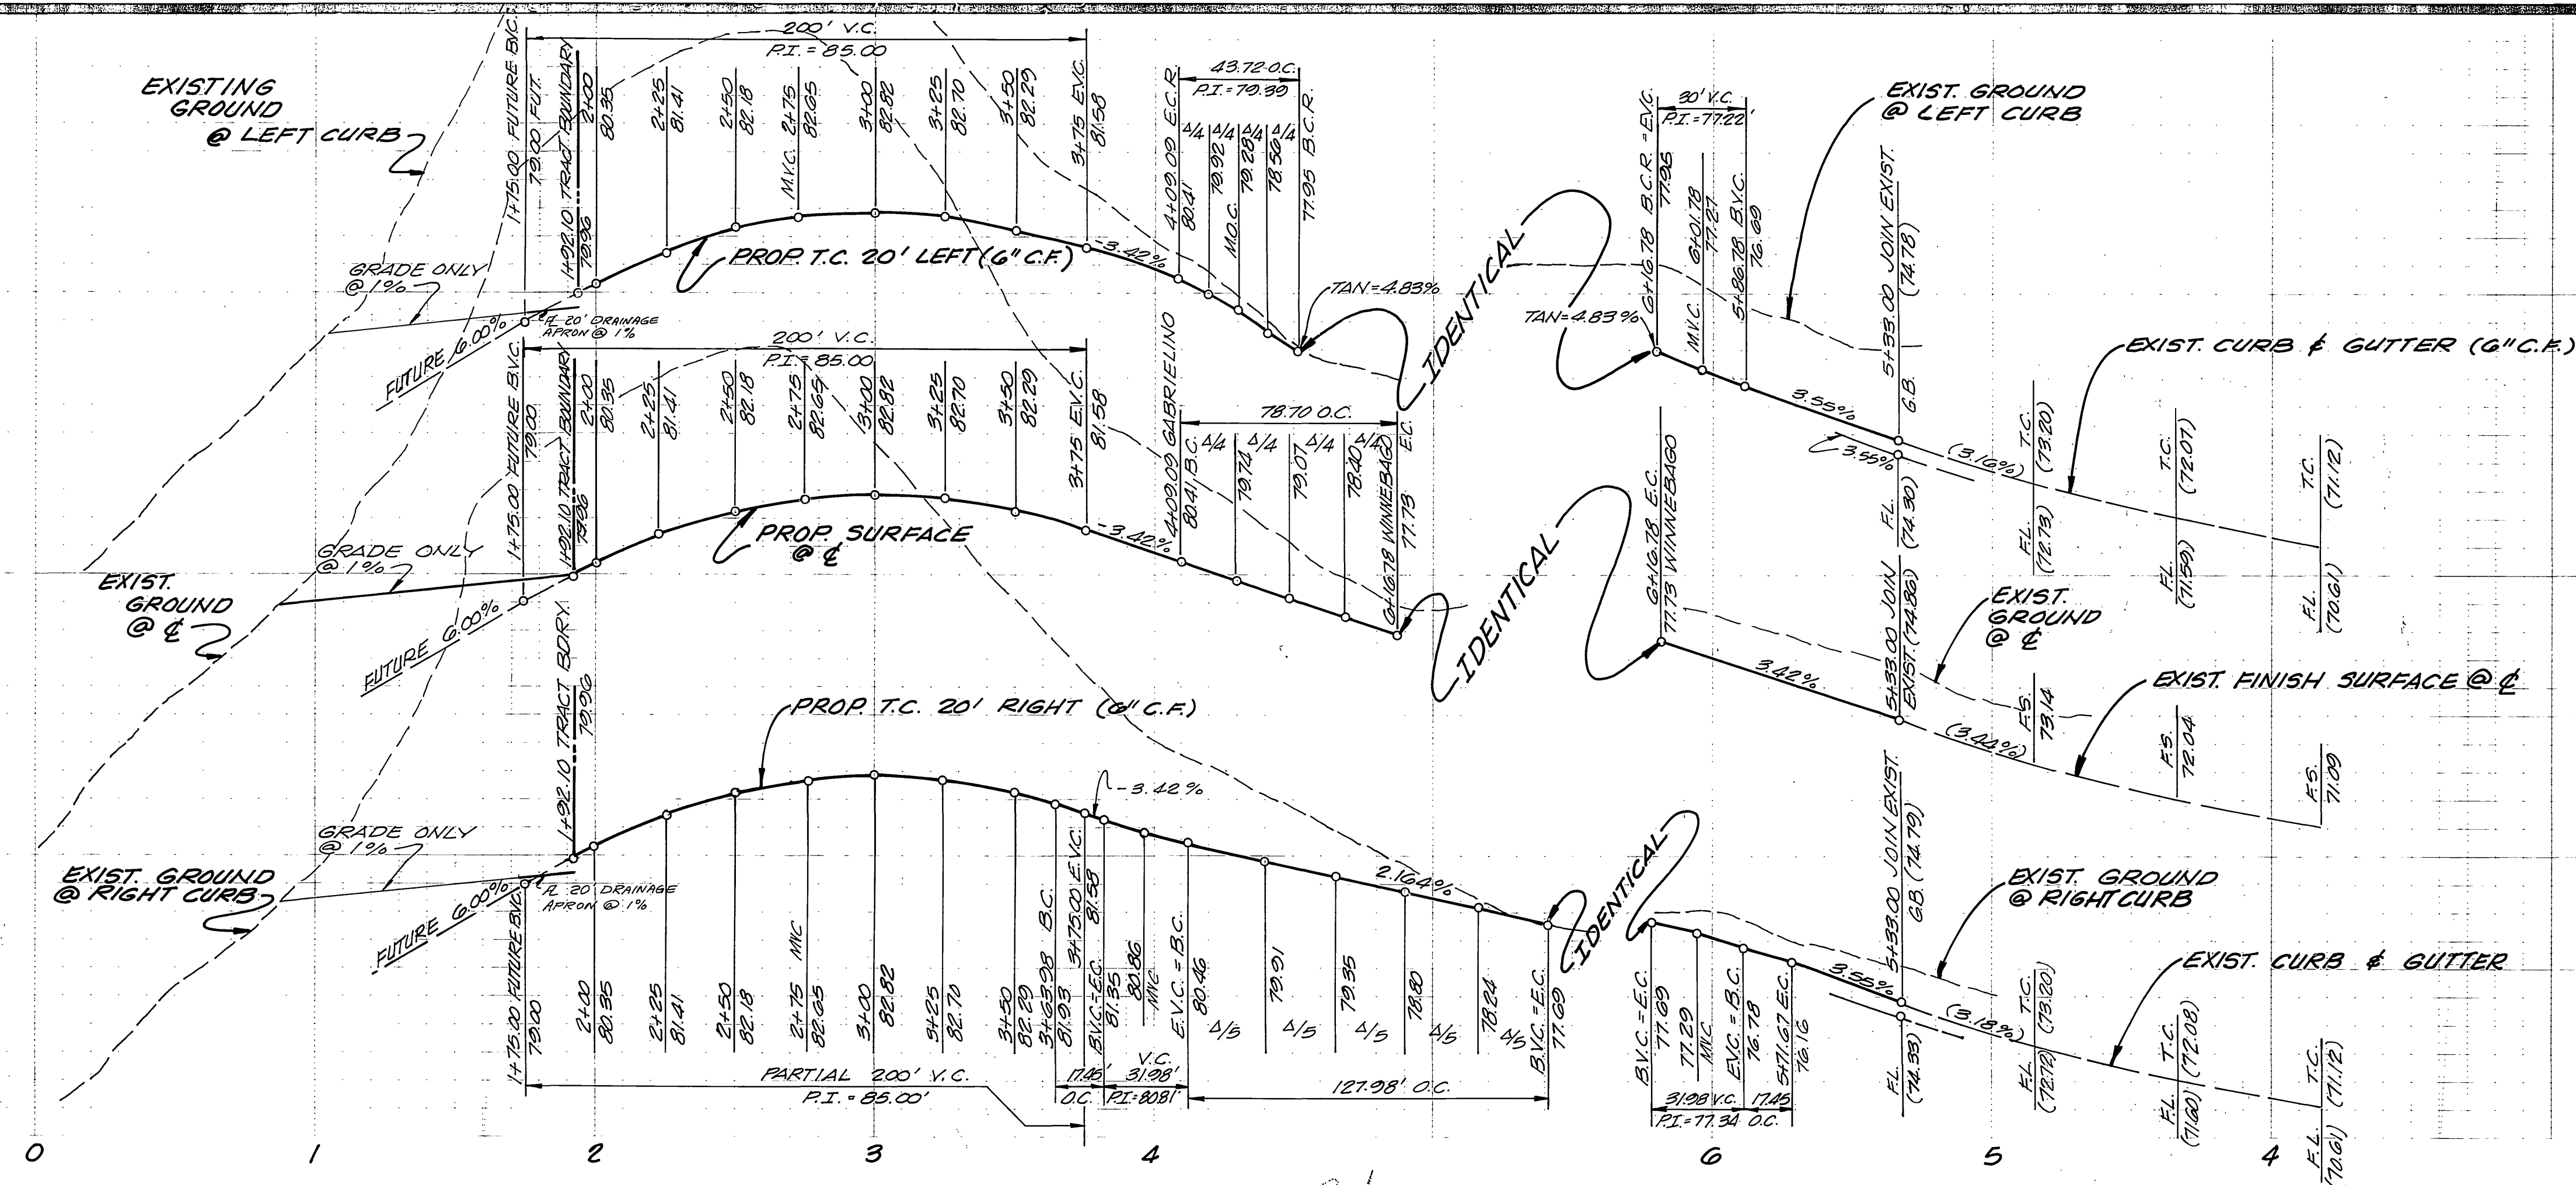 EXISTING
GROUND
@ LEFT CURB
1+75.00 FUTURE B.V.C.
79.00 FUT.
1+92.10 TRACT BOUNDARY
79.96
200' V.C.
P.I. = 85.00
2+00
80.35
2+25
81.41
2+50
82.18
M.V.C. 2+75
82.65
3+00
82.82
3+25
82.70
3+50
82.29
3+75 E.V.C.
81.58
-3.42%
4+09.09 E.C.R.
80.41
43.72 O.C.
P.I. = 79.39
Δ/4 Δ/4 Δ/4 Δ/4
79.92
M.O.C. 79.28
78.56
77.95 B.C.R.
TAN=4.83%
PROP. T.C. 20' LEFT (6" C.F.)
GRADE ONLY
@ 1%
FUTURE 6.00%
20' DRAINAGE
APRON @ 1%
IDENTICAL
TAN=4.83%
6+16.78 B.C.R. = E.V.C.
77.95
30' V.C.
P.I. = 77.22'
M.V.C. 6+01.78
77.27
5+86.78 B.V.C.
76.69
3.55%
5+33.00 JOIN EXIST.
G.B. (74.78)
EXIST. GROUND
@ LEFT CURB
EXIST. CURB & GUTTER (6" C.F.)
3.55%
(3.16%)
F.L.
(74.30)
F.L. T.C.
(72.73) (73.20)
F.L. T.C.
(71.59) (72.07)
F.L. T.C.
(70.61) (71.12)
1+75.00 FUTURE B.V.C.
79.00
1+92.10 TRACT BOUNDARY
79.96
200' V.C.
P.I. = 85.00
2+00
80.35
2+25
81.41
2+50
82.18
2+75
82.65
3+00
82.82
3+25
82.70
3+50
82.29
3+75 E.V.C.
81.58
-3.42%
4+09.09 GABRIELINO
80.41, B.C.
78.70 O.C.
Δ/4 Δ/4 Δ/4 Δ/4
79.74
79.07
78.40
6+16.78 WINIEBAGO
77.73 E.C.
PROP. SURFACE
@ ℄
GRADE ONLY
@ 1%
EXIST.
GROUND
@ ℄
FUTURE 6.00%
IDENTICAL
6+16.78 E.C.
77.73 WINNEBAGO
3.42%
5+33.00 JOIN
EXIST. (74.86)
EXIST.
GROUND
@ ℄
(3.44%)
F.S.
73.14
F.S.
72.04
F.S.
71.09
EXIST. FINISH SURFACE @ ℄
1+92.10 TRACT BDRY.
79.96
PROP. T.C. 20' RIGHT (6" C.F.)
GRADE ONLY
@ 1%
EXIST. GROUND
@ RIGHT CURB
FUTURE 6.00%
20' DRAINAGE
APRON @ 1%
1+75.00 FUTURE B.V.C.
79.00
2+00
80.35
2+25
81.41
2+50
82.18
2+75 MVC
82.65
3+00
82.82
3+25
82.70
3+50
82.29
3+63.98 B.C.
81.93
3+75.00 E.V.C.
81.58
-3.42%
B.V.C. = E.C.
81.35
80.86
MVC
E.V.C. = B.C.
80.46
2.164%
79.91
79.35
78.80
78.24
Δ/5 Δ/5 Δ/5 Δ/5 Δ/5
B.V.C. = E.C.
77.69
PARTIAL 200' V.C.
P.I. = 85.00'
17.45'
O.C.
V.C.
31.98'
P.I = 80.81'
127.98' O.C.
IDENTICAL
B.V.C. = E.C.
77.69
77.29
MVC
E.V.C. = B.C.
76.78
5+71.67 E.C.
76.16
31.98 V.C. 17.45
P.I. = 77.34 O.C.
3.55%
5+33.00 JOIN EXIST.
G.B. (74.79)
F.L.
(74.33)
(3.18%)
EXIST. GROUND
@ RIGHT CURB
EXIST. CURB & GUTTER
F.L. T.C.
(72.72) (73.20)
F.L. T.C.
(71.60) (72.08)
F.L. T.C.
(70.61) (71.12)
0 1 2 3 4 6 5 4